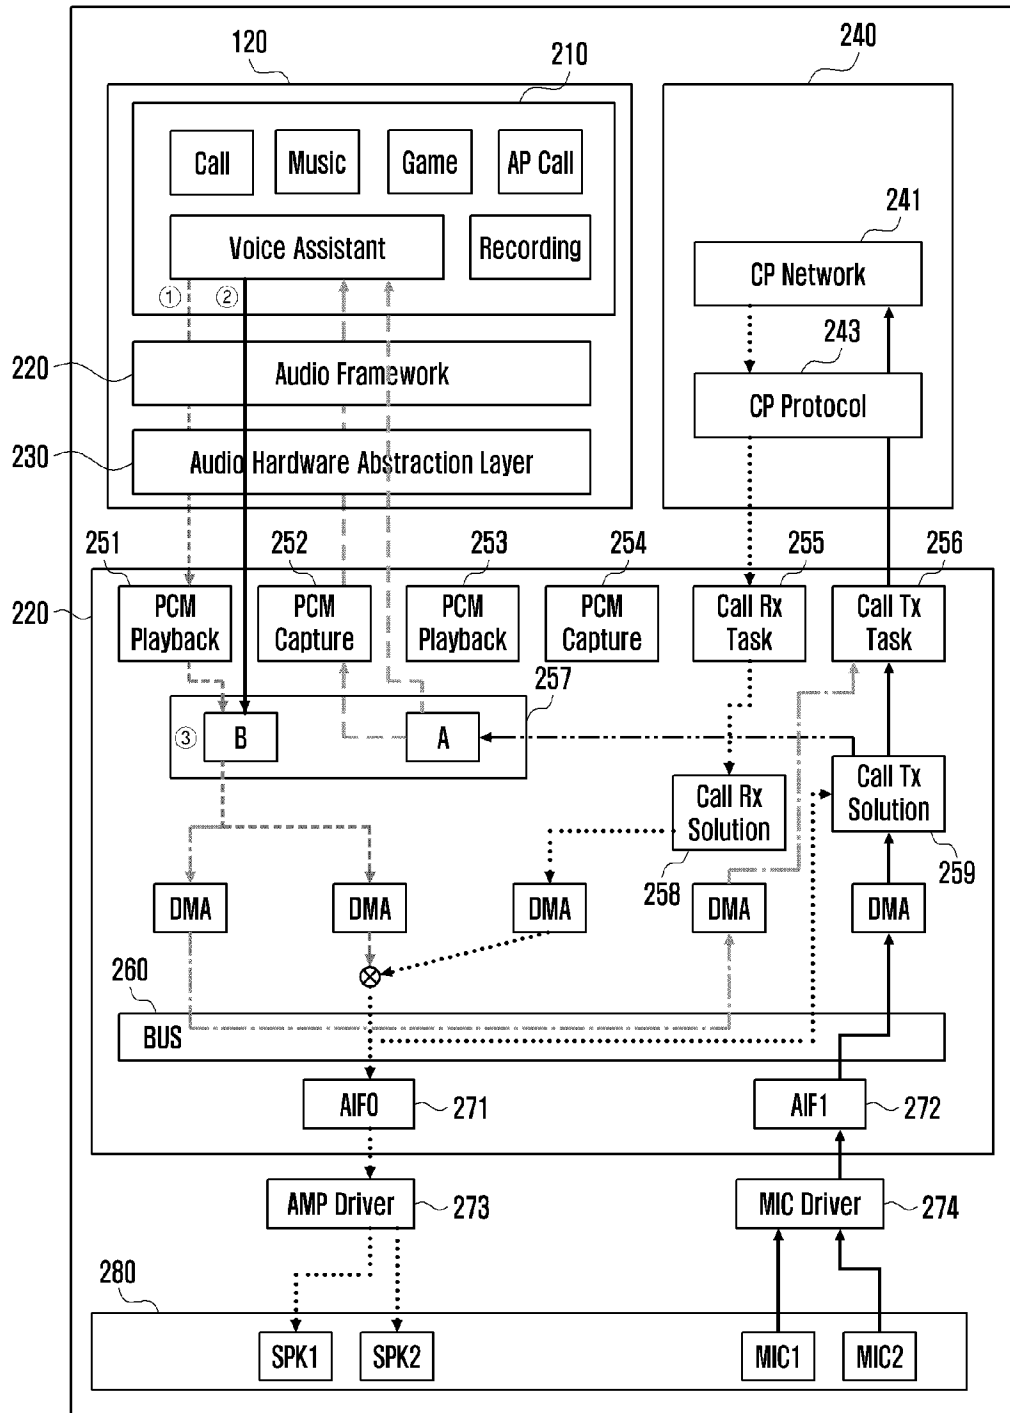 120
210
240
Call
Music
Game
AP Call
Voice Assistant
Recording
①
②
241
CP Network
243
CP Protocol
220
Audio Framework
230
Audio Hardware Abstraction Layer
251
252
253
254
255
256
220
PCM
Playback
PCM
Capture
PCM
Playback
PCM
Capture
Call Rx
Task
Call Tx
Task
257
③
B
A
Call Rx
Solution
258
Call Tx
Solution
259
DMA
DMA
DMA
DMA
DMA
260
BUS
AIF0
271
AIF1
272
AMP Driver
273
MIC Driver
274
280
SPK1
SPK2
MIC1
MIC2